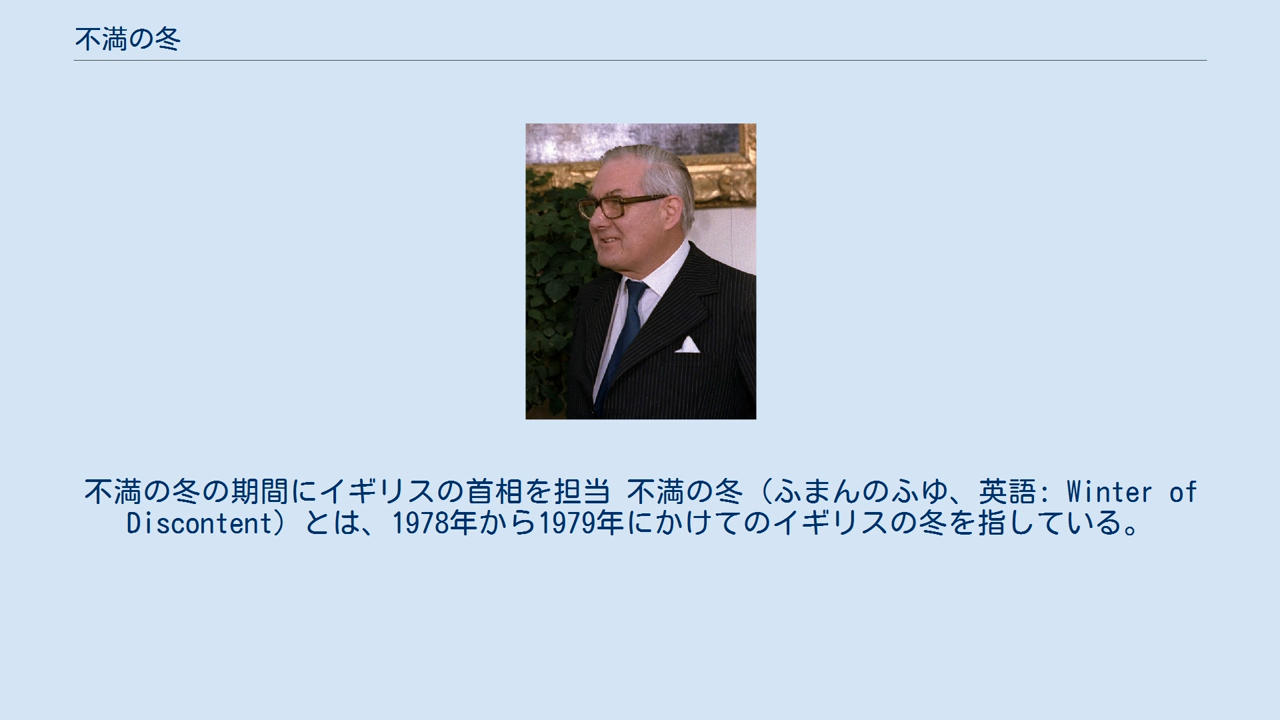 不満の冬
不満の冬の期間にイギリスの首相を担当 不満の冬（ふまんのふゆ、英語: Winter of
Discontent）とは、1978年から1979年にかけてのイギリスの冬を指している。